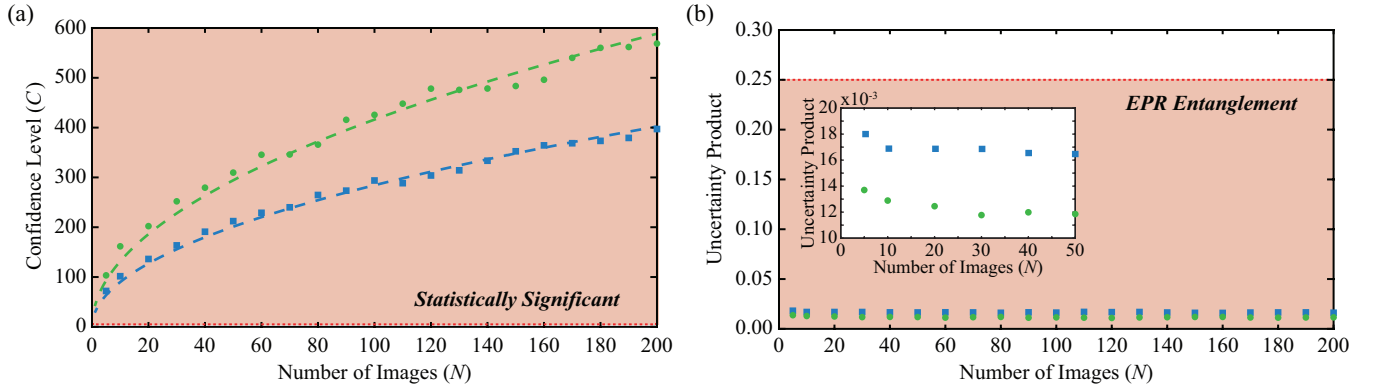 (a)
600
500
400
300
200
100
0
Confidence Level (C)
Statistically Significant
0 20 40 60 80 100 120 140 160 180 200
Number of Images (N)
(b)
0.30
0.25
0.20
0.15
0.10
0.05
0.00
Uncertainty Product
EPR Entanglement
x10-3
20
18
16
14
12
10
Uncertainty Product
0 10 20 30 40 50
Number of Images (N)
0 20 40 60 80 100 120 140 160 180 200
Number of Images (N)